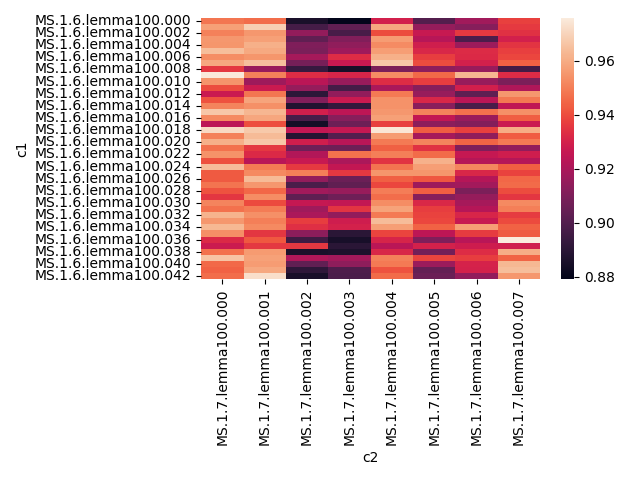 MS.1.6.lemma100.000
MS.1.6.lemma100.002
MS.1.6.lemma100.004
MS.1.6.lemma100.006
MS.1.6.lemma100.008
MS.1.6.lemma100.010
MS.1.6.lemma100.012
MS.1.6.lemma100.014
MS.1.6.lemma100.016
MS.1.6.lemma100.018
MS.1.6.lemma100.020
MS.1.6.lemma100.022
MS.1.6.lemma100.024
MS.1.6.lemma100.026
MS.1.6.lemma100.028
MS.1.6.lemma100.030
MS.1.6.lemma100.032
MS.1.6.lemma100.034
MS.1.6.lemma100.036
MS.1.6.lemma100.038
MS.1.6.lemma100.040
MS.1.6.lemma100.042
c1
MS.1.7.lemma100.000
MS.1.7.lemma100.001
MS.1.7.lemma100.002
MS.1.7.lemma100.003
MS.1.7.lemma100.004
MS.1.7.lemma100.005
MS.1.7.lemma100.006
MS.1.7.lemma100.007
c2
0.96
0.94
0.92
0.90
0.88